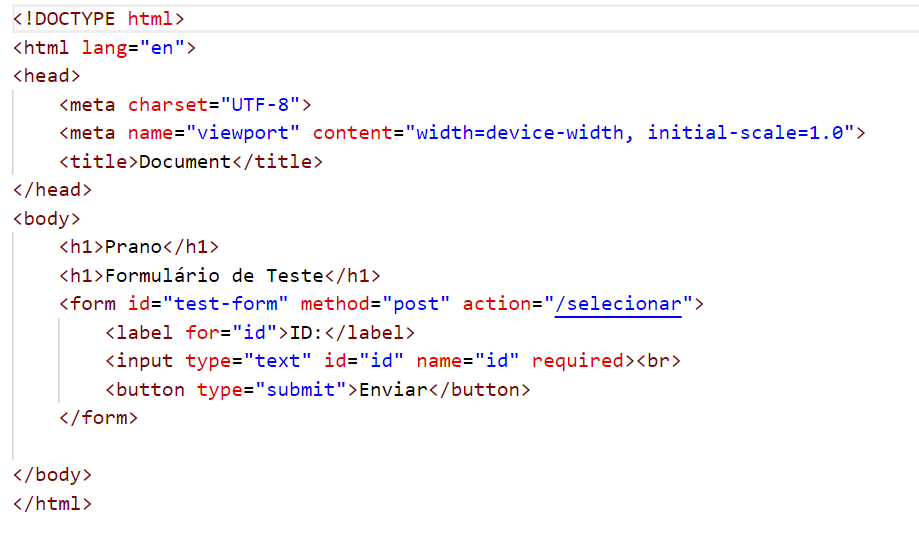 <!DOCTYPE html>
<html lang="en">
<head>
    <meta charset="UTF-8">
    <meta name="viewport" content="width=device-width, initial-scale=1.0">
    <title>Document</title>
</head>
<body>
    <h1>Prano</h1>
    <h1>Formulário de Teste</h1>
    <form id="test-form" method="post" action="/selecionar">
        <label for="id">ID:</label>
        <input type="text" id="id" name="id" required><br>
        <button type="submit">Enviar</button>
    </form>
</body>
</html>